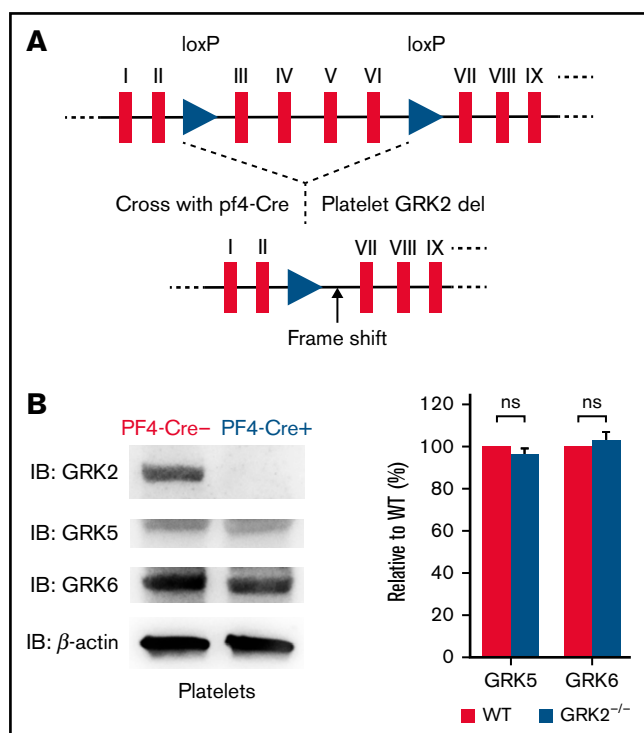 A
loxP loxP
I II III IV V VI VII VIII IX
Cross with pf4-Cre Platelet GRK2 del
I II VII VIII IX
Frame shift
B
PF4-Cre− PF4-Cre+
IB: GRK2
IB: GRK5
IB: GRK6
IB: β-actin
Platelets
Relative to WT (%)
120
100
80
60
40
20
0
ns ns
GRK5 GRK6
WT GRK2−/−